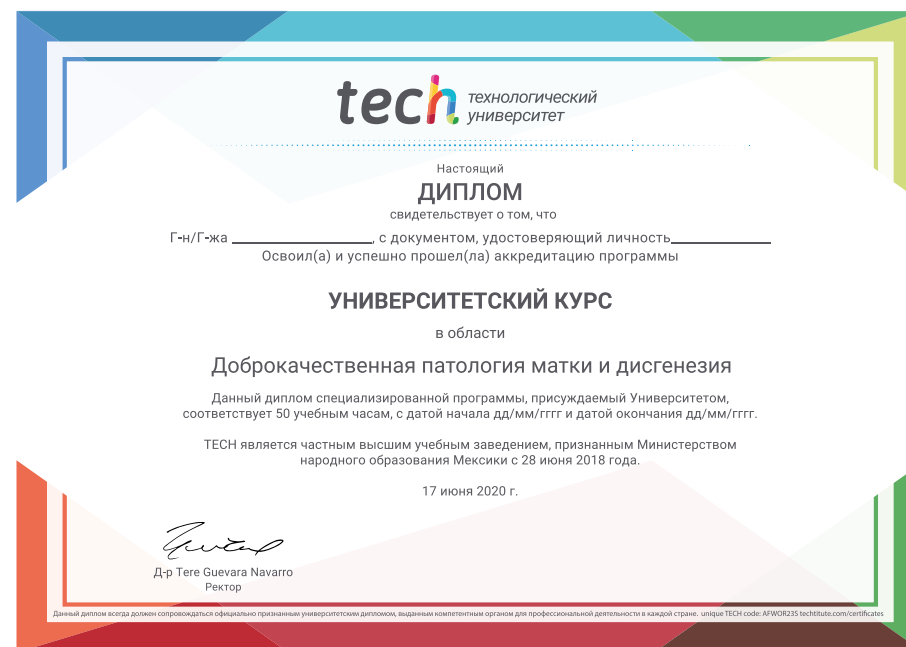 tech технологический
университет
Настоящий
ДИПЛОМ
свидетельствует о том, что
Г-н/Г-жа ____________, с документом, удостоверяющий личность____________
Освоил(а) и успешно прошел(ла) аккредитацию программы
УНИВЕРСИТЕТСКИЙ КУРС
в области
Доброкачественная патология матки и дисгенезия
Данный диплом специализированной программы, присуждаемый Университетом,
соответствует 50 учебным часам, с датой начала дд/мм/гггг и датой окончания дд/мм/гггг.
TECH является частным высшим учебным заведением, признанным Министерством
народного образования Мексики с 28 июня 2018 года.
17 июня 2020 г.
Д-р Tere Guevara Navarro
Ректор
Данный диплом всегда должен сопровождаться официально признанным университетским дипломом, выданным компетентным органом для профессиональной деятельности в каждой стране. unique TECH code: AFWOR23S techtitute.com/certificates